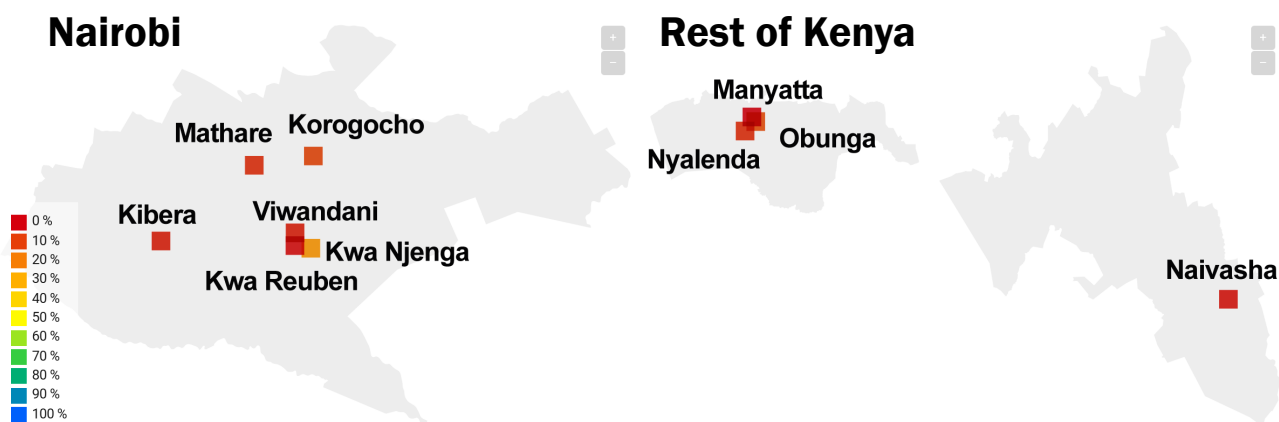 Nairobi
Rest of Kenya
+
−
+
−
Manyatta
Obunga
Nyalenda
Mathare
Korogocho
Kibera
Viwandani
Kwa Njenga
Kwa Reuben
Naivasha
0 %
10 %
20 %
30 %
40 %
50 %
60 %
70 %
80 %
90 %
100 %